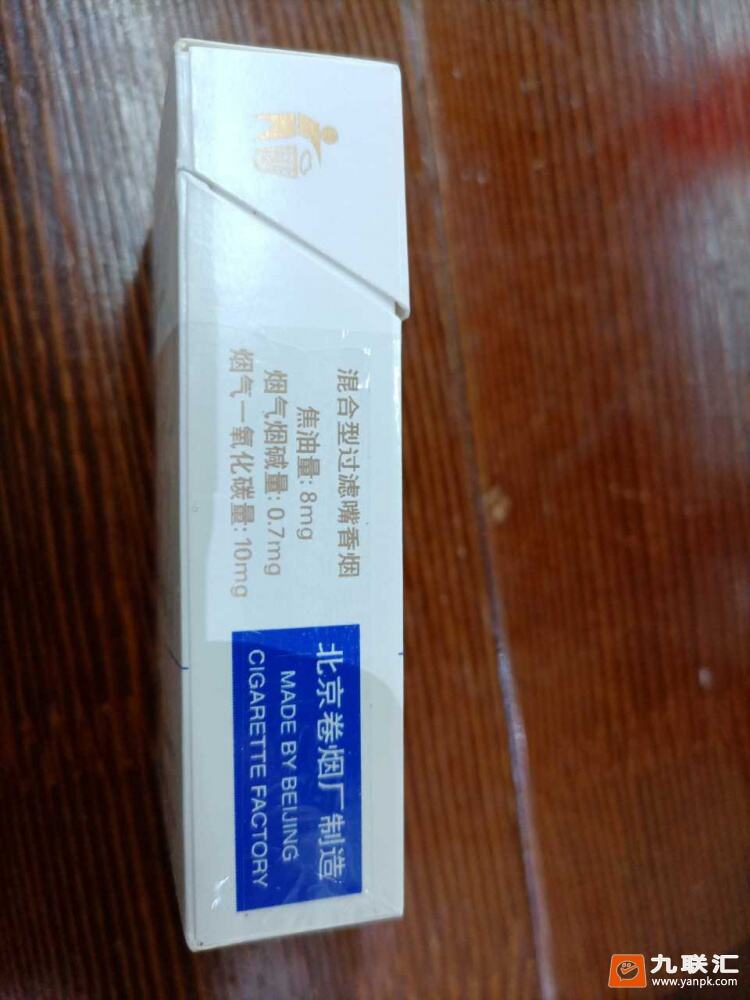 混合型过滤嘴香烟
焦油量: 8mg
烟气烟碱量: 0.7mg
烟气一氧化碳量: 10mg
北京卷烟厂制造
MADE BY BEIJING
CIGARETTE FACTORY
九联汇
www.yanpk.com